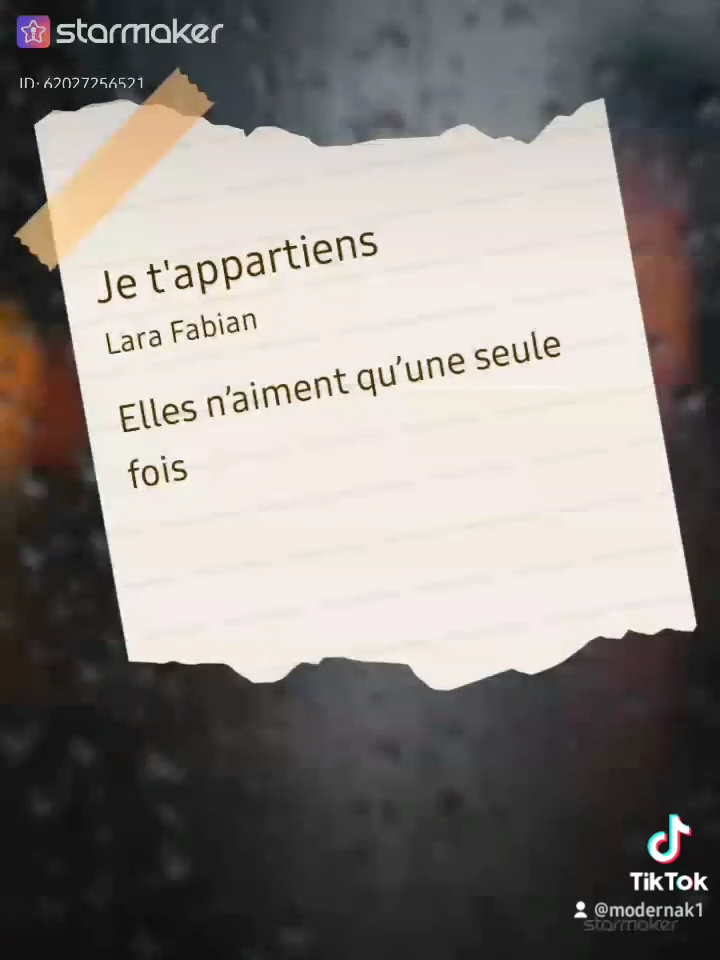 starmaker
ID: 62027256521
Je t'appartiens
Lara Fabian
Elles n’aiment qu’une seule
fois
TikTok
@modernak1
starmaker